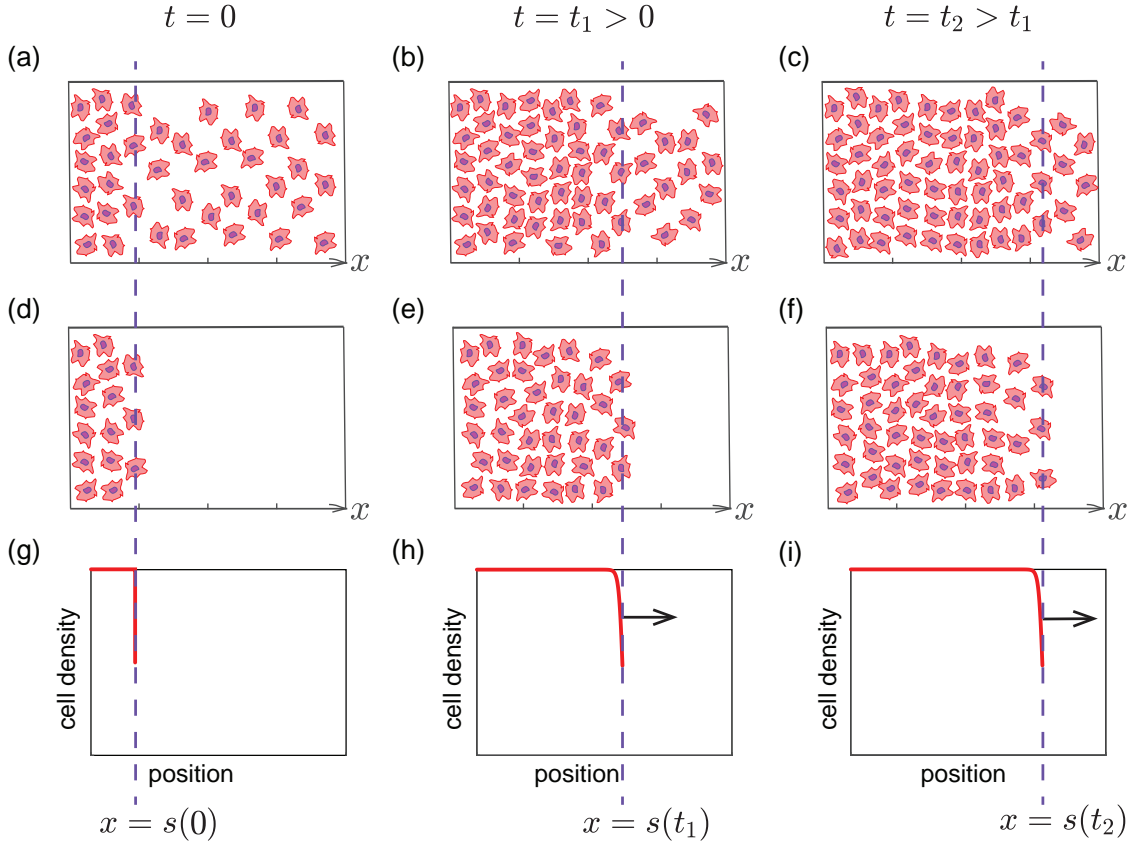 t = 0
t = t₁ > 0
t = t₂ > t₁
(a)
(b)
(c)
x
x
x
(d)
(e)
(f)
x
x
x
(g)
(h)
(i)
cell density
cell density
cell density
position
position
position
x = s(0)
x = s(t₁)
x = s(t₂)